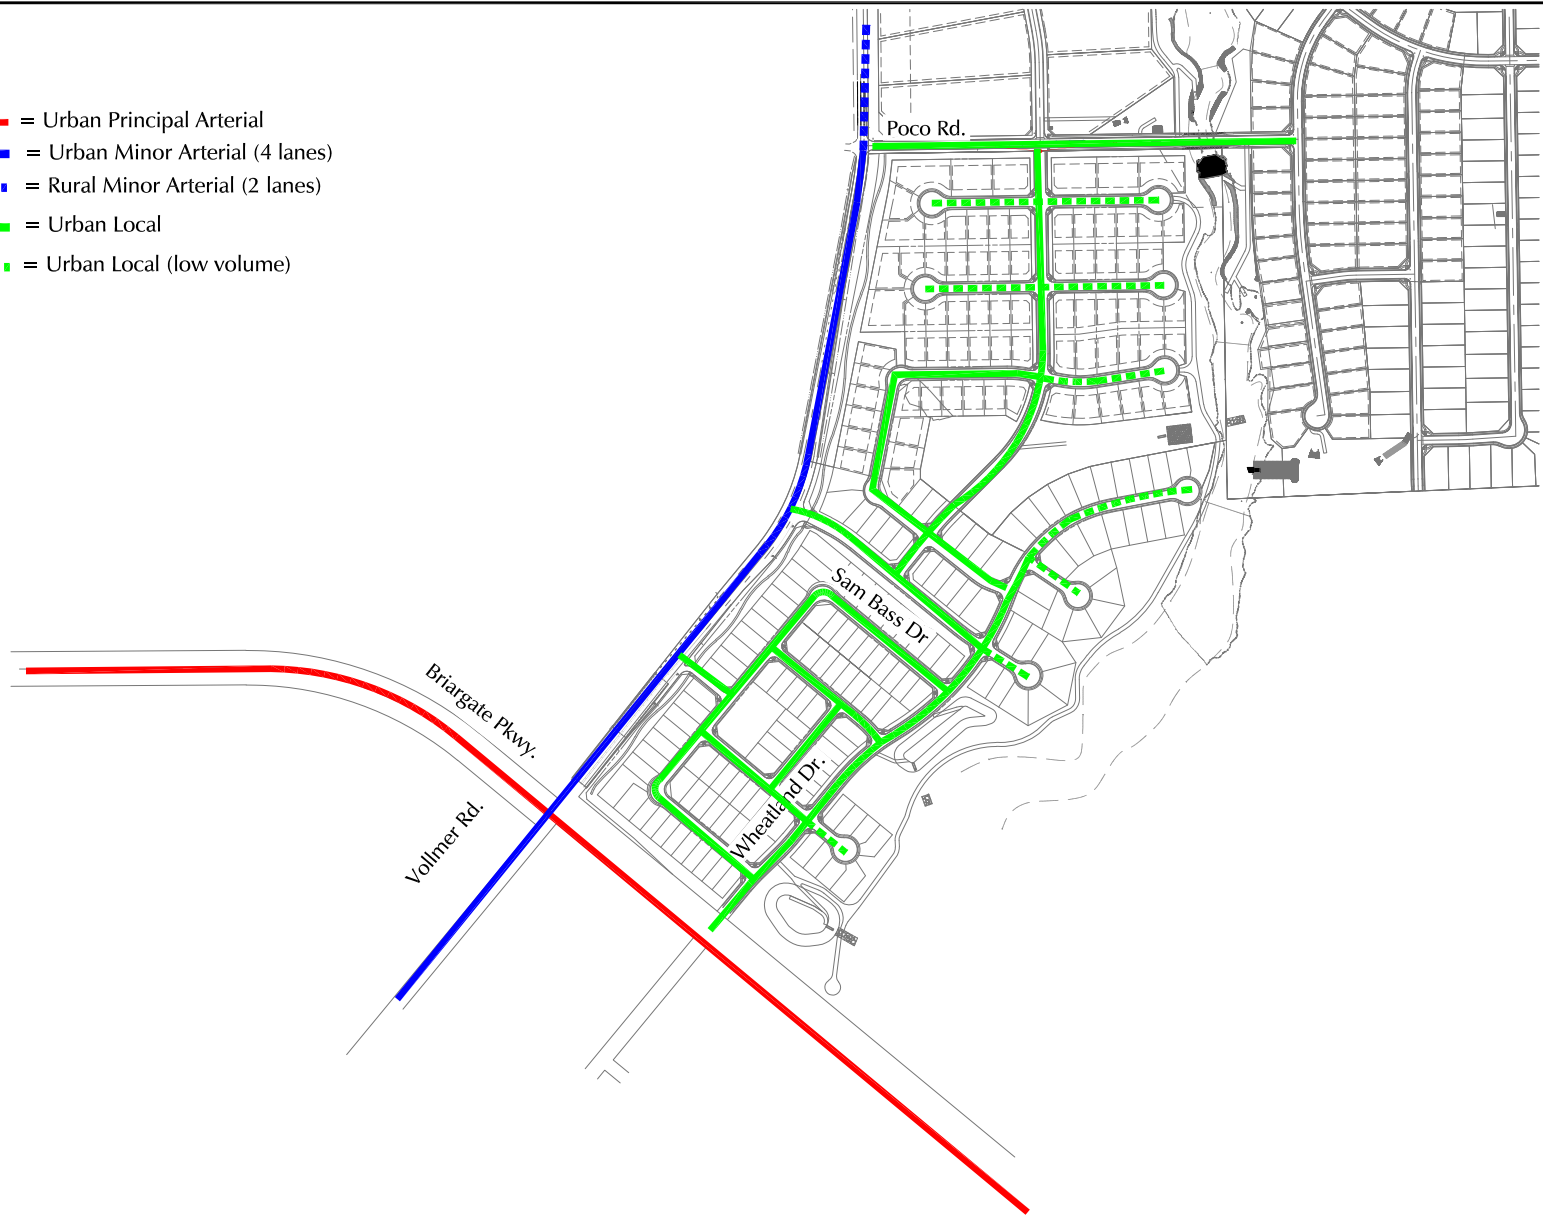 = Urban Principal Arterial
= Urban Minor Arterial (4 lanes)
= Rural Minor Arterial (2 lanes)
= Urban Local
= Urban Local (low volume)
Poco Rd.
Sam Bass Dr
Briargate Pkwy.
Wheatland Dr.
Vollmer Rd.